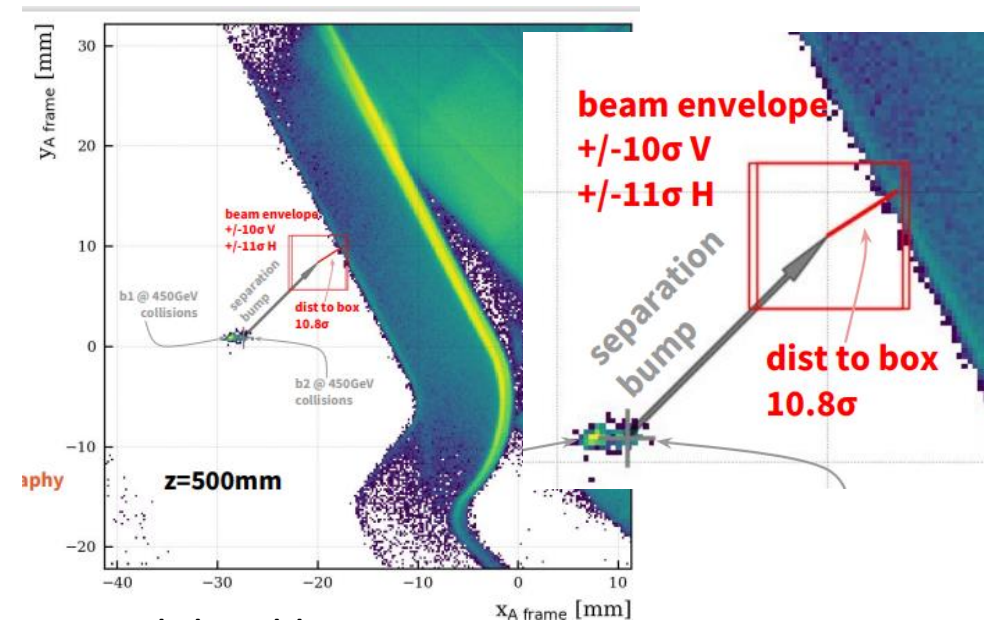 yA frame [mm]
30
20
10
0
−10
−20
beam envelope
+/-10σ V
+/-11σ H
separation
bump
b1 @ 450GeV
collisions
dist to box
10.8σ
b2 @ 450GeV
collisions
aphy
z=500mm
−40
−30
−20
−10
0
10
xA frame [mm]
beam envelope
+/-10σ V
+/-11σ H
separation
bump
dist to box
10.8σ